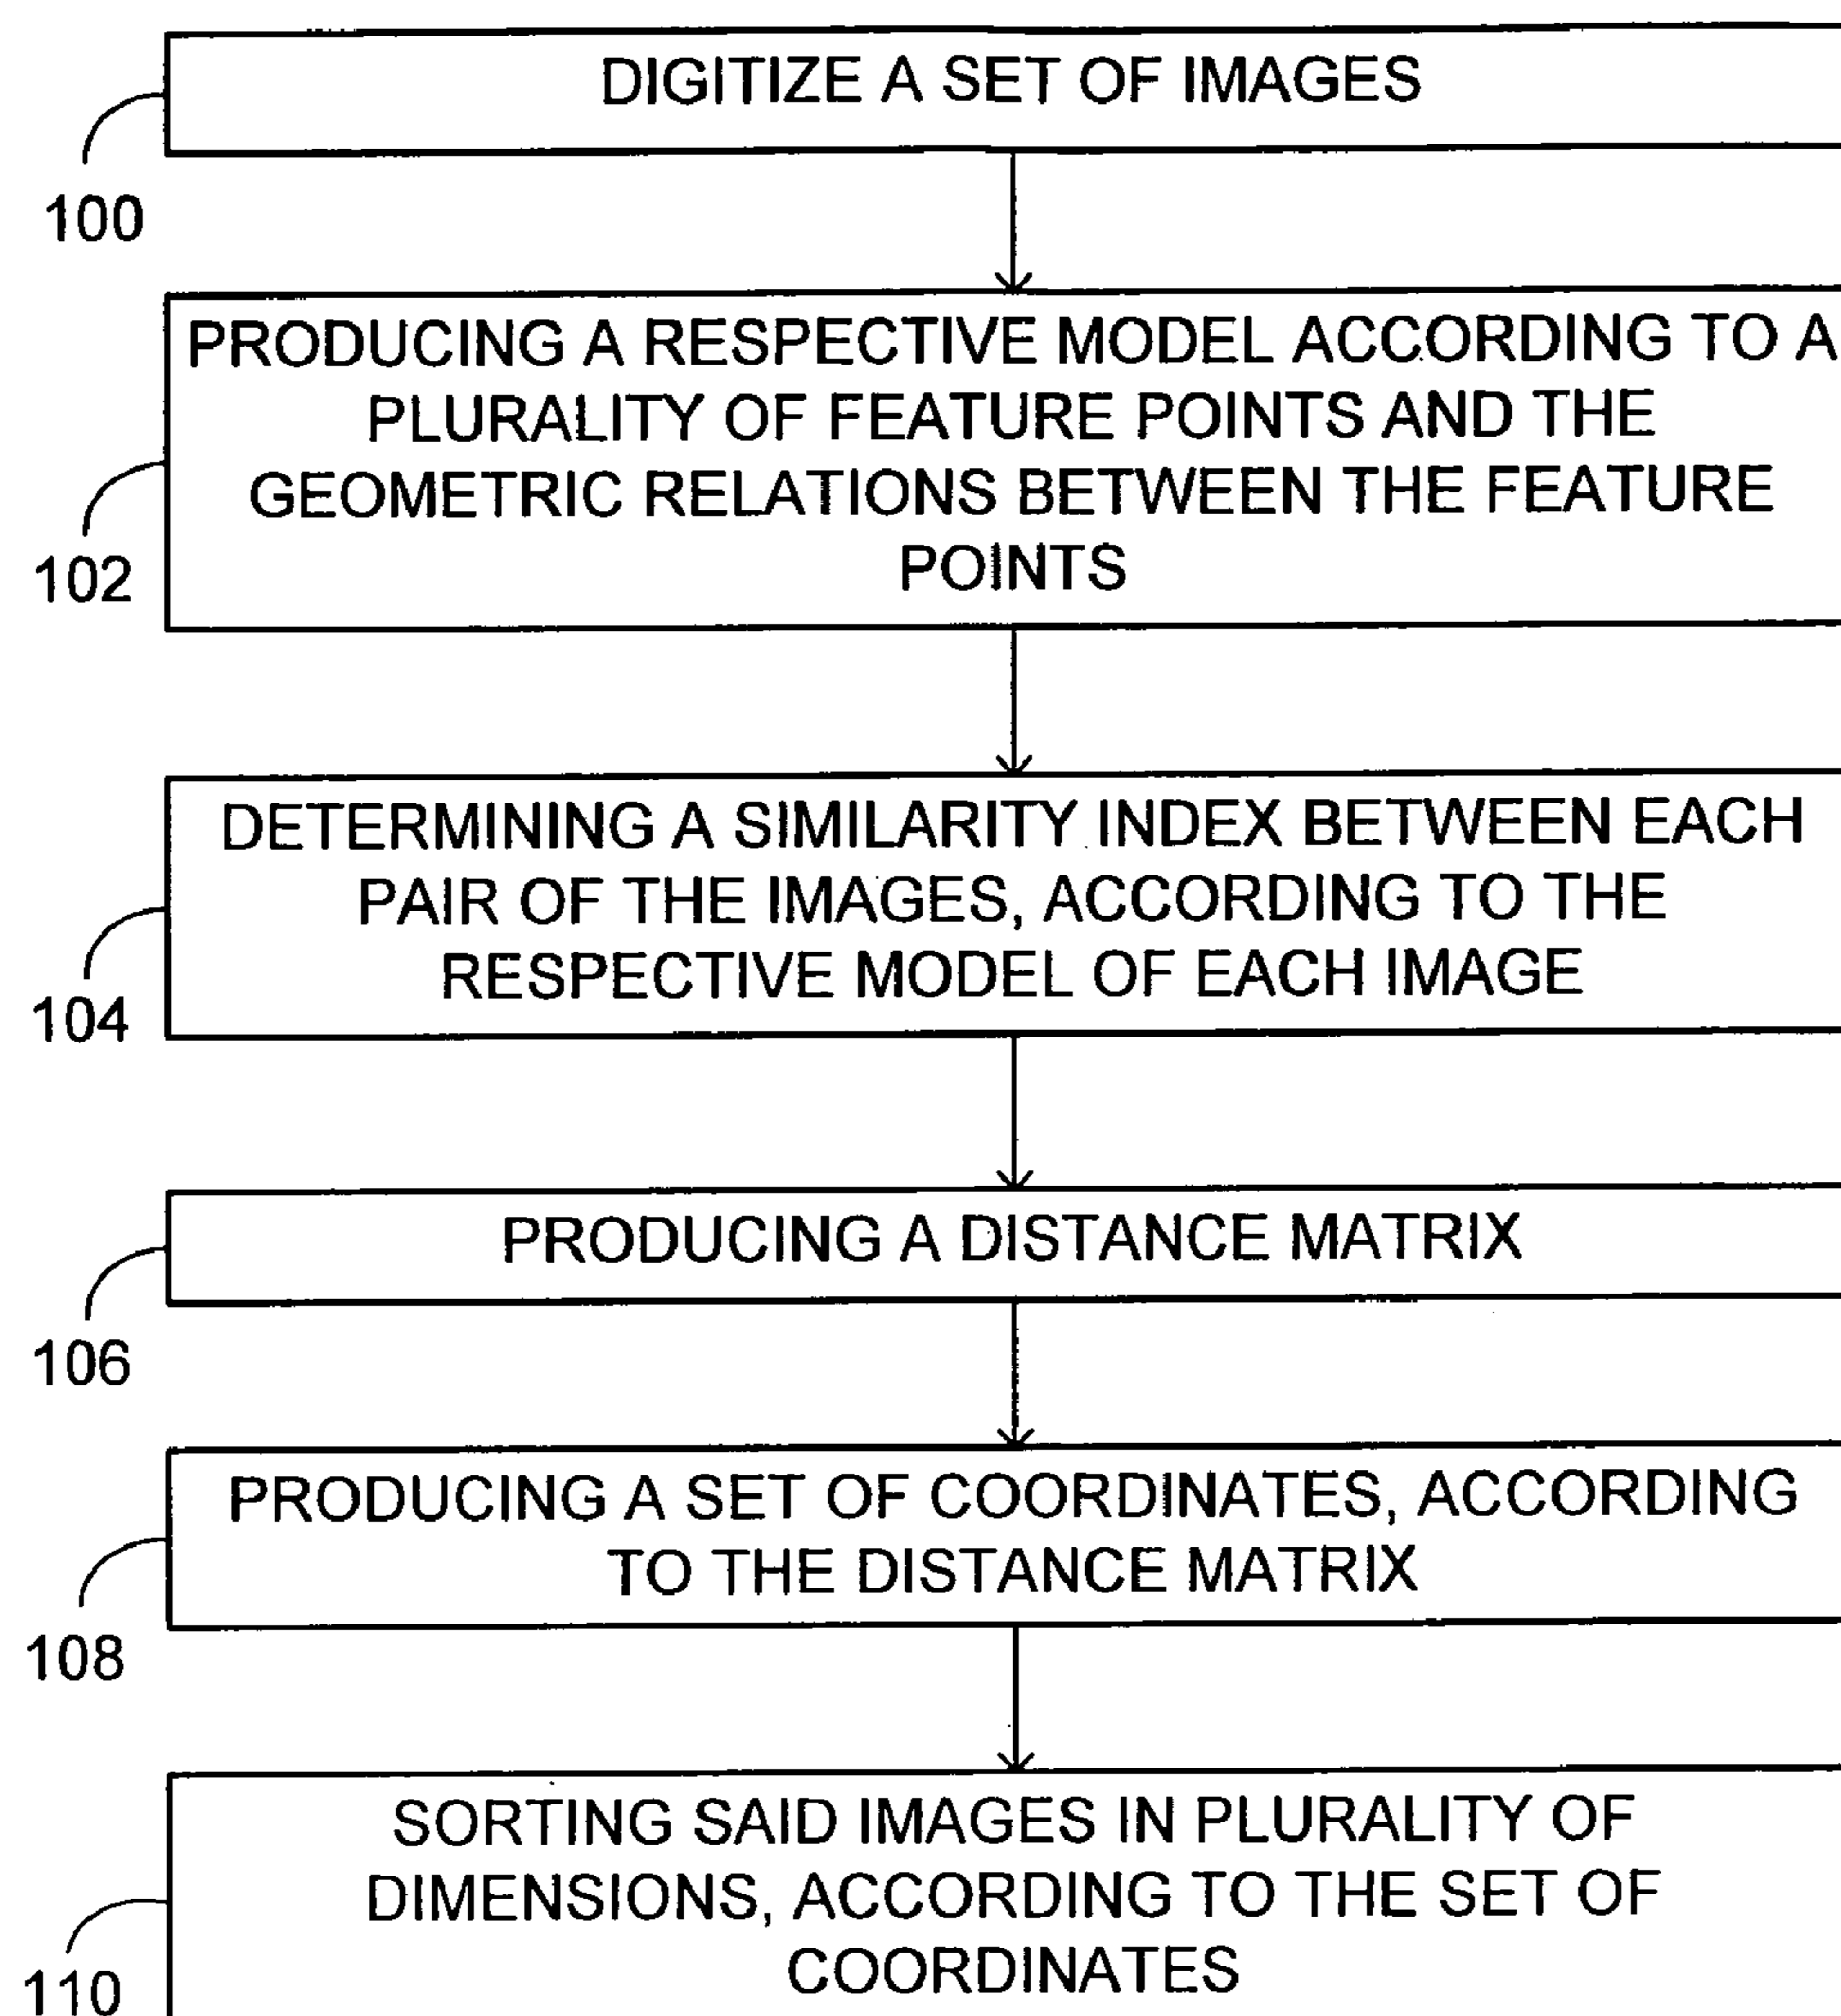 DIGITIZE A SET OF IMAGES
100
PRODUCING A RESPECTIVE MODEL ACCORDING TO A
PLURALITY OF FEATURE POINTS AND THE
GEOMETRIC RELATIONS BETWEEN THE FEATURE
POINTS
102
DETERMINING A SIMILARITY INDEX BETWEEN EACH
PAIR OF THE IMAGES, ACCORDING TO THE
RESPECTIVE MODEL OF EACH IMAGE
104
PRODUCING A DISTANCE MATRIX
106
PRODUCING A SET OF COORDINATES, ACCORDING
TO THE DISTANCE MATRIX
108
SORTING SAID IMAGES IN PLURALITY OF
DIMENSIONS, ACCORDING TO THE SET OF
COORDINATES
110